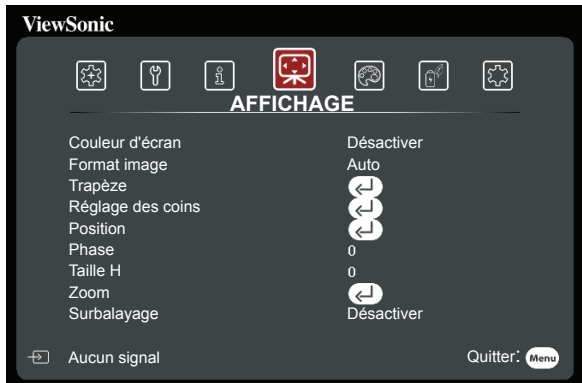 ViewSonic
AFFICHAGE
Couleur d'écran Désactiver
Format image Auto
Trapèze
Réglage des coins
Position
Phase 0
Taille H 0
Zoom
Surbalayage Désactiver
Aucun signal Quitter: Menu